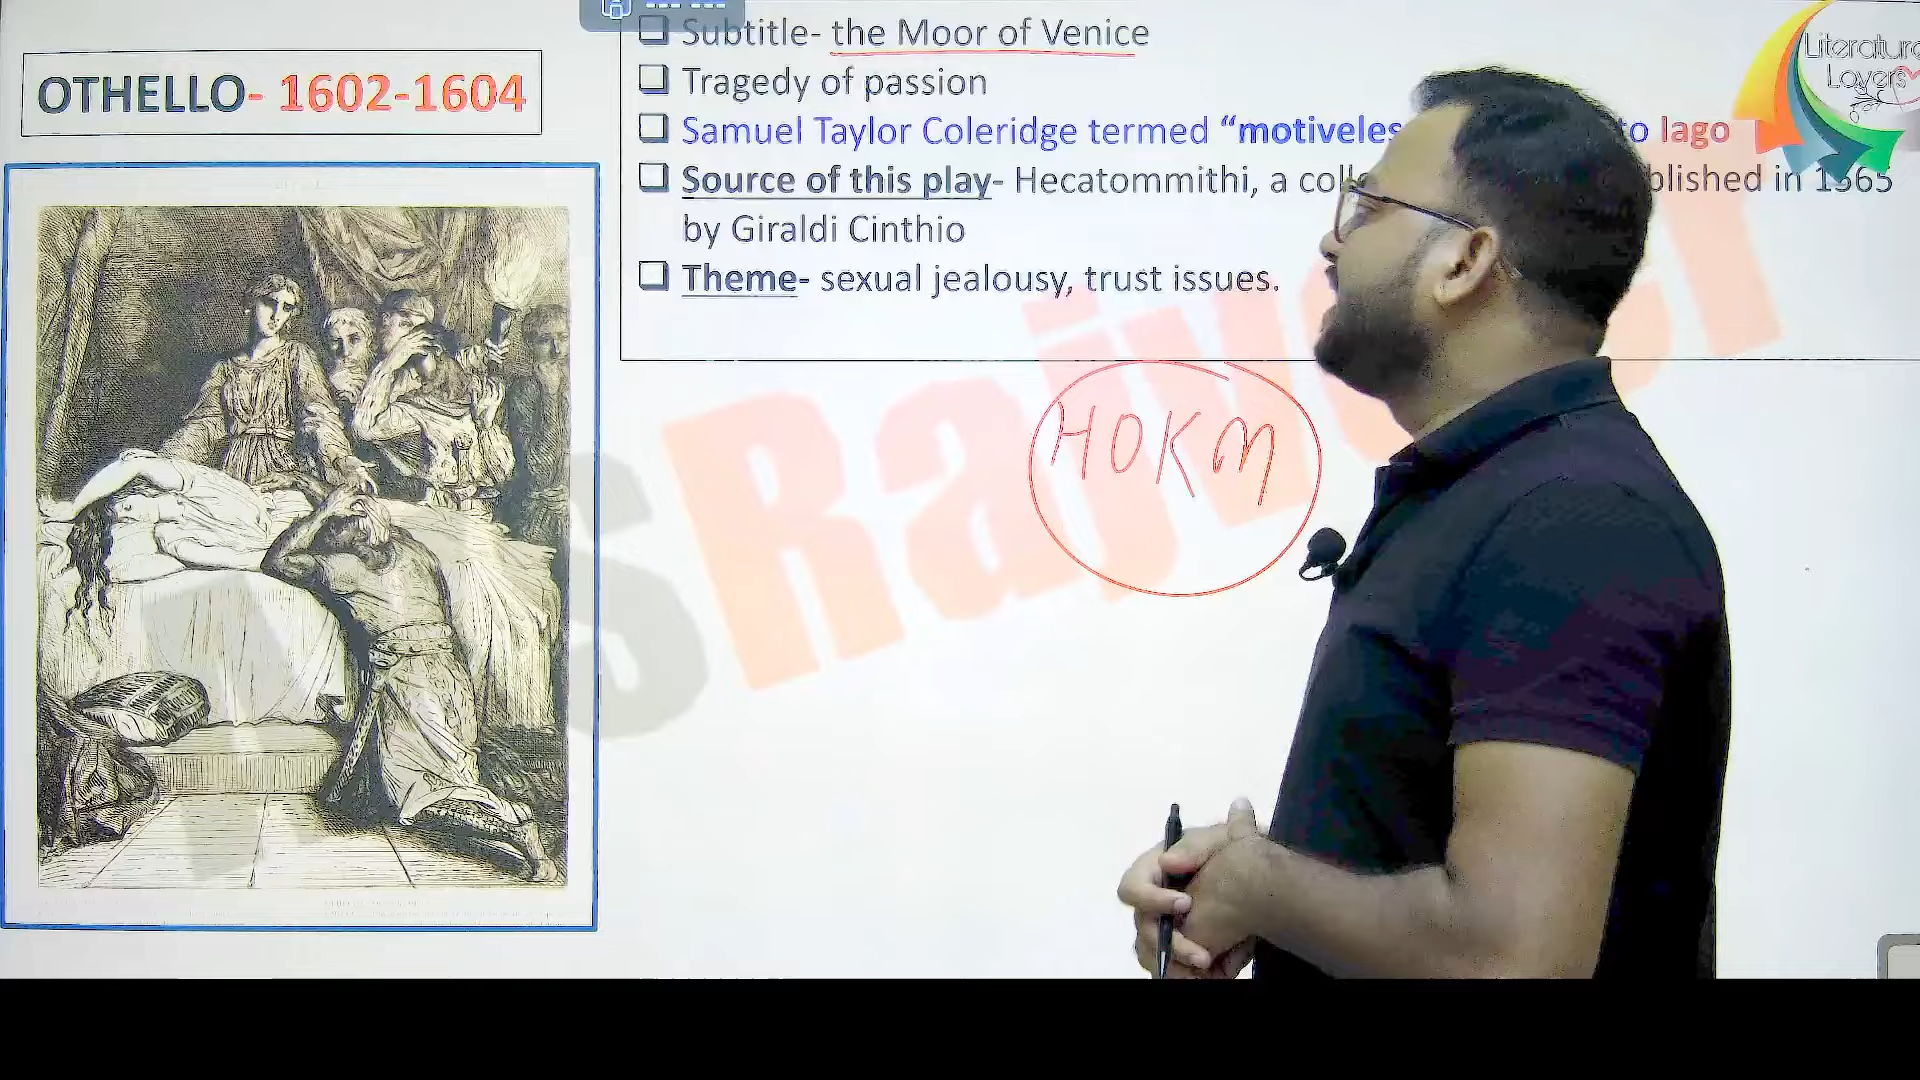 Subtitle- the Moor of Venice
OTHELLO- 1602-1604
Tragedy of passion
Samuel Taylor Coleridge termed “motiveles to Iago
Source of this play- Hecatommithi, a colle blished in 1565
by Giraldi Cinthio
Theme- sexual jealousy, trust issues.
HOKM
Literature
Lovers